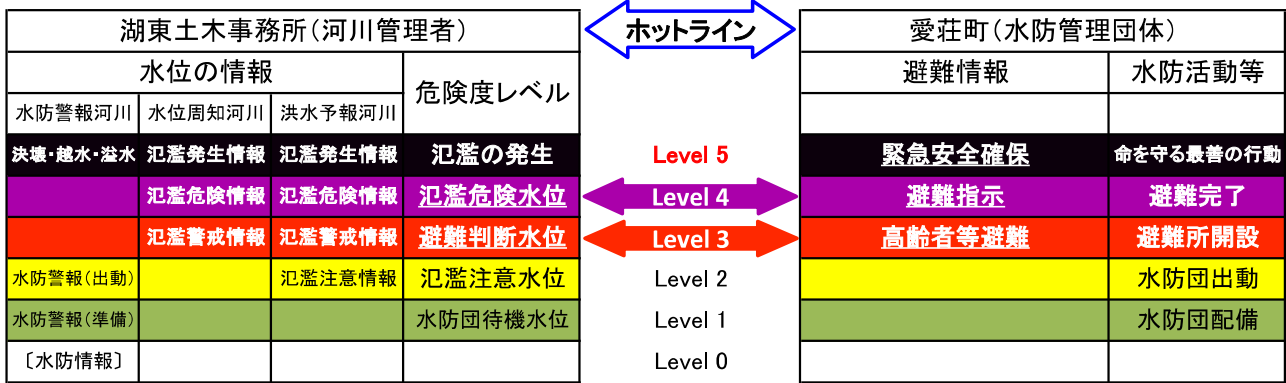 湖東土木事務所(河川管理者) ホットライン 愛荘町(水防管理団体)
水位の情報 危険度レベル 避難情報 水防活動等
水防警報河川 水位周知河川 洪水予報河川
決壊・越水・溢水 氾濫発生情報 氾濫発生情報 氾濫の発生 Level 5 緊急安全確保 命を守る最善の行動
氾濫危険情報 氾濫危険情報 氾濫危険水位 Level 4 避難指示 避難完了
氾濫警戒情報 氾濫警戒情報 避難判断水位 Level 3 高齢者等避難 避難所開設
水防警報(出動) 氾濫注意情報 氾濫注意水位 Level 2 水防団出動
水防警報(準備) 水防団待機水位 Level 1 水防団配備
〔水防情報〕 Level 0